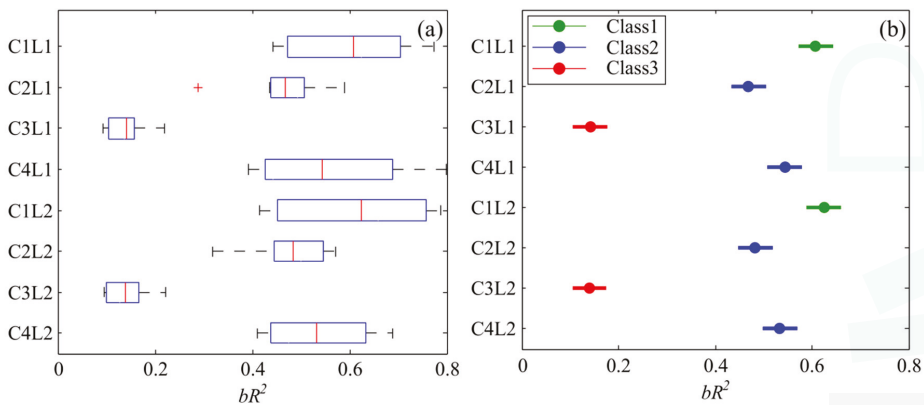 (a)
C1L1
C2L1
C3L1
C4L1
C1L2
C2L2
C3L2
C4L2
0 0.2 0.4 0.6 0.8
bR²
(b)
Class1
Class2
Class3
C1L1
C2L1
C3L1
C4L1
C1L2
C2L2
C3L2
C4L2
0 0.2 0.4 0.6 0.8
bR²